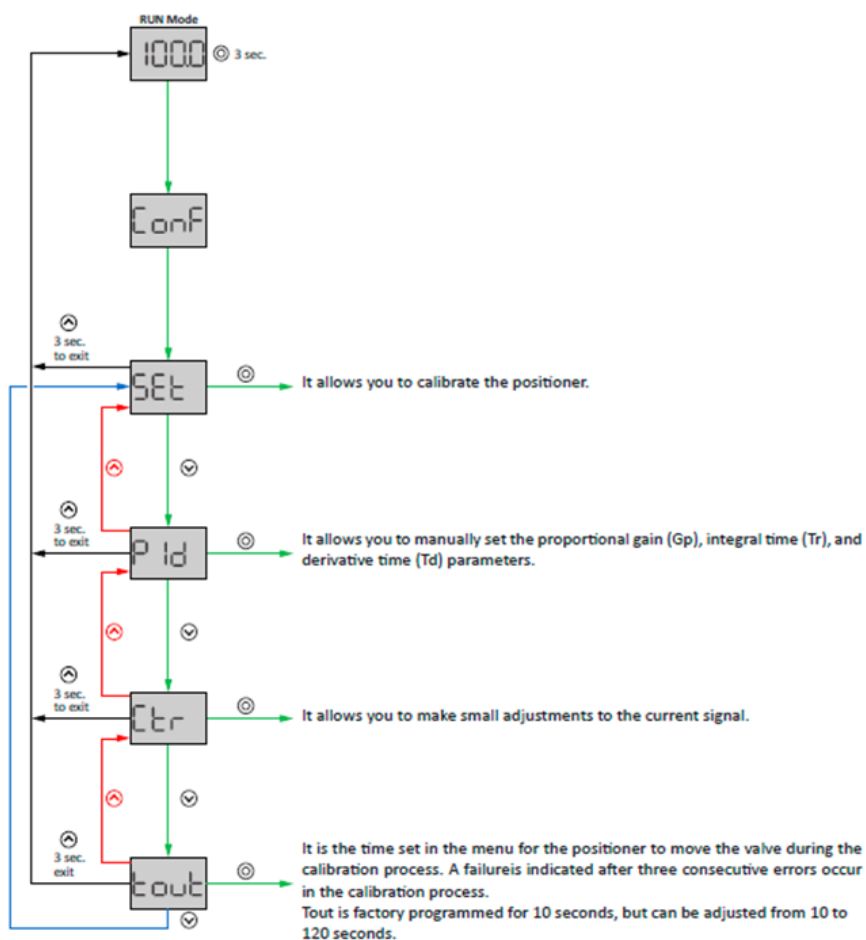 RUN Mode
100.0
3 sec.
ConF
3 sec.
to exit
SEt
It allows you to calibrate the positioner.
3 sec.
to exit
PId
It allows you to manually set the proportional gain (Gp), integral time (Tr), and
derivative time (Td) parameters.
3 sec.
to exit
Ctr
It allows you to make small adjustments to the current signal.
3 sec.
exit
tout
It is the time set in the menu for the positioner to move the valve during the
calibration process. A failureis indicated after three consecutive errors occur
in the calibration process.
Tout is factory programmed for 10 seconds, but can be adjusted from 10 to
120 seconds.